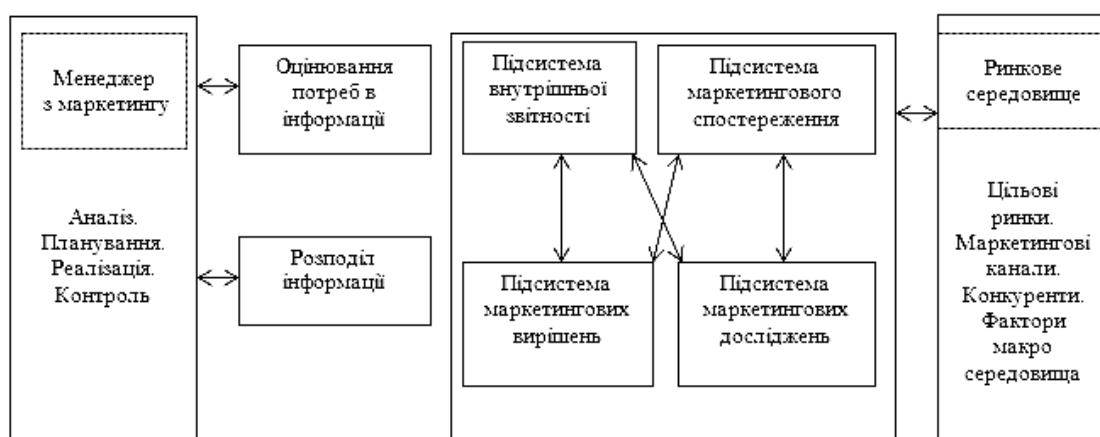 Менеджер
з маркетингу
Аналіз.
Планування.
Реалізація.
Контроль
Оцінювання
потреб в
інформації
Розподіл
інформації
Підсистема
внутрішньої
звітності
Підсистема
маркетингового
спостереження
Підсистема
маркетингових
вирішень
Підсистема
маркетингових
досліджень
Ринкове
середовище
Цільові
ринки.
Маркетингові
канали.
Конкуренти.
Фактори
макро
середовища